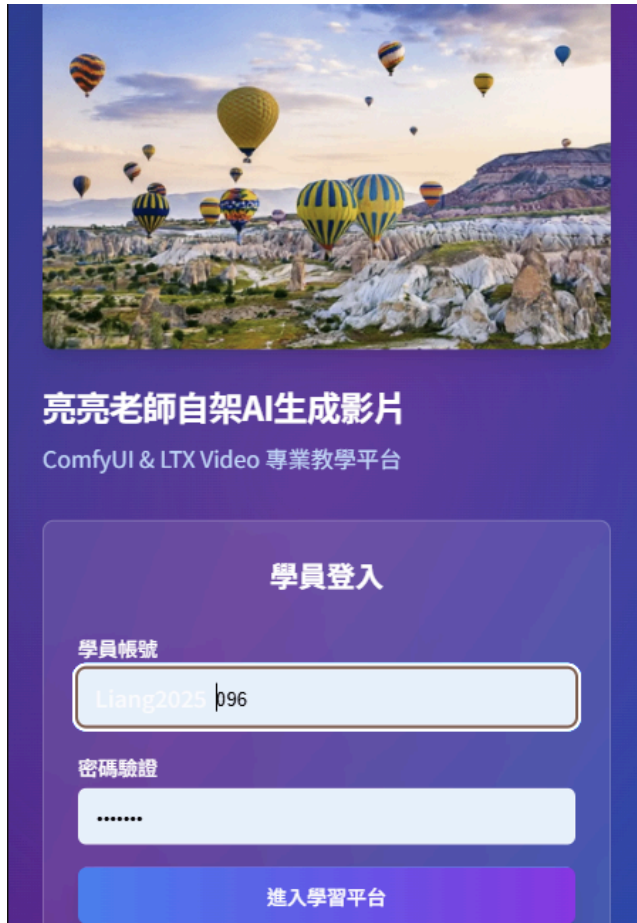 亮亮老師自架AI生成影片
ComfyUI & LTX Video 專業教學平台
學員登入
學員帳號
Liang2025 096
密碼驗證
•••••••
進入學習平台